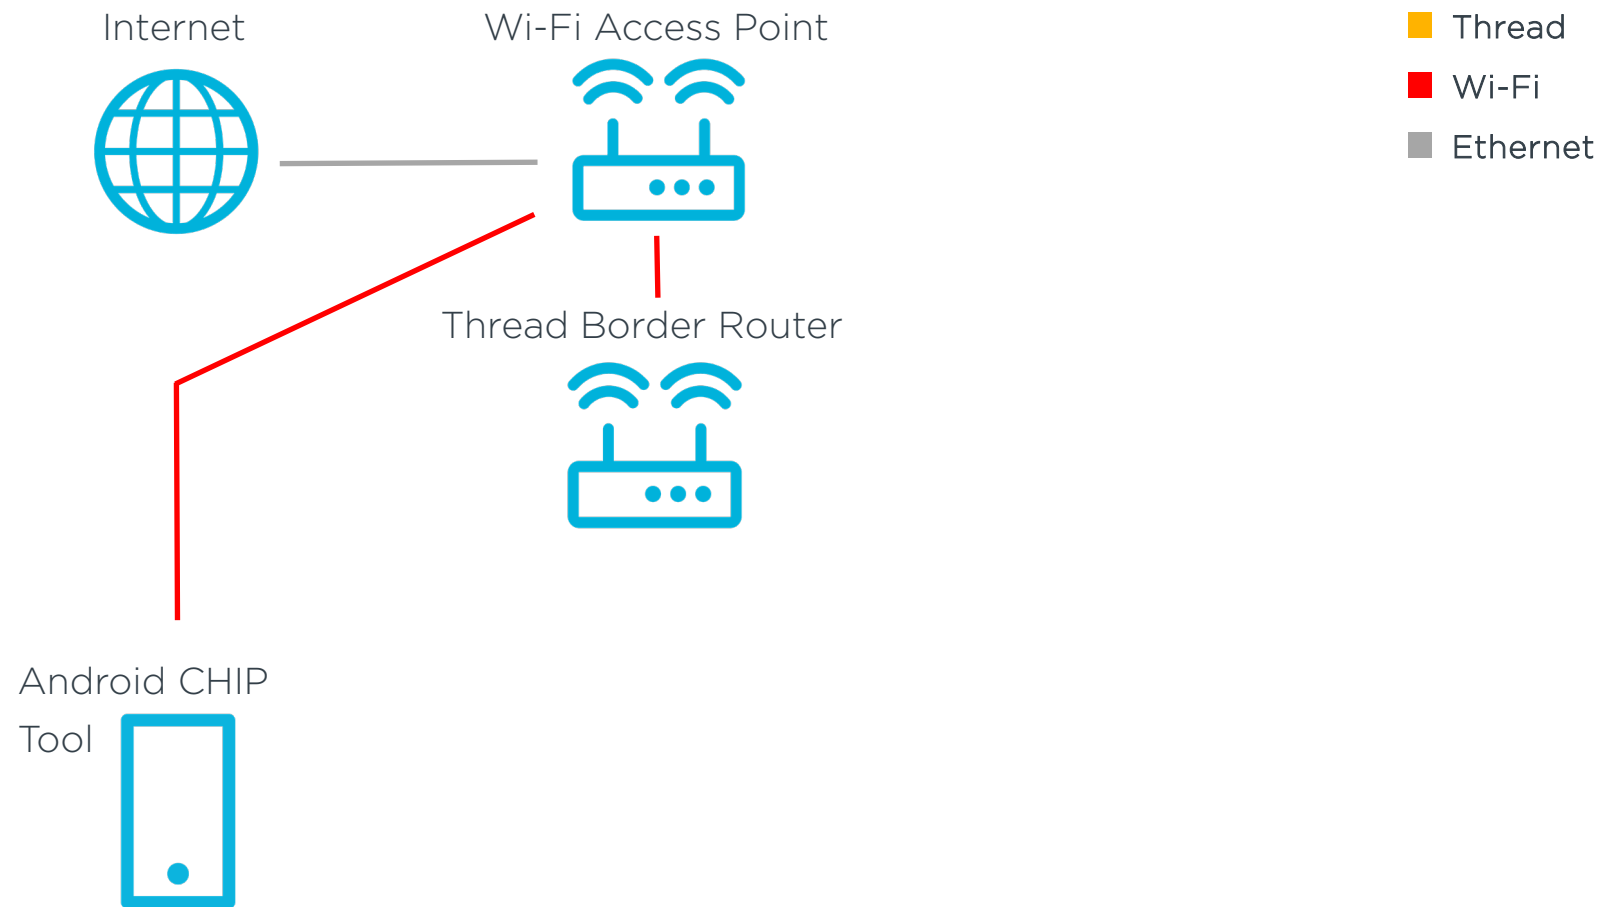 Internet
Wi-Fi Access Point
Thread
Wi-Fi
Ethernet
Thread Border Router
Android CHIP
Tool